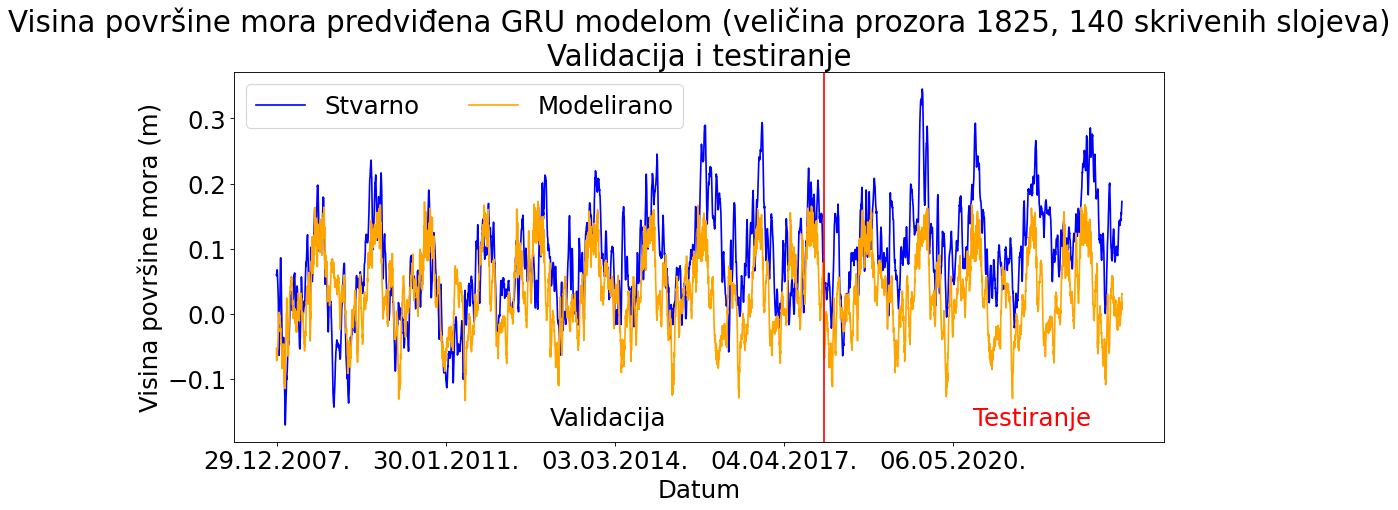 Visina površine mora predviđena GRU modelom (veličina prozora 1825, 140 skrivenih slojeva)
Validacija i testiranje
Stvarno
Modelirano
Visina površine mora (m)
0.3
0.2
0.1
0.0
−0.1
Validacija
Testiranje
29.12.2007.
30.01.2011.
03.03.2014.
04.04.2017.
06.05.2020.
Datum